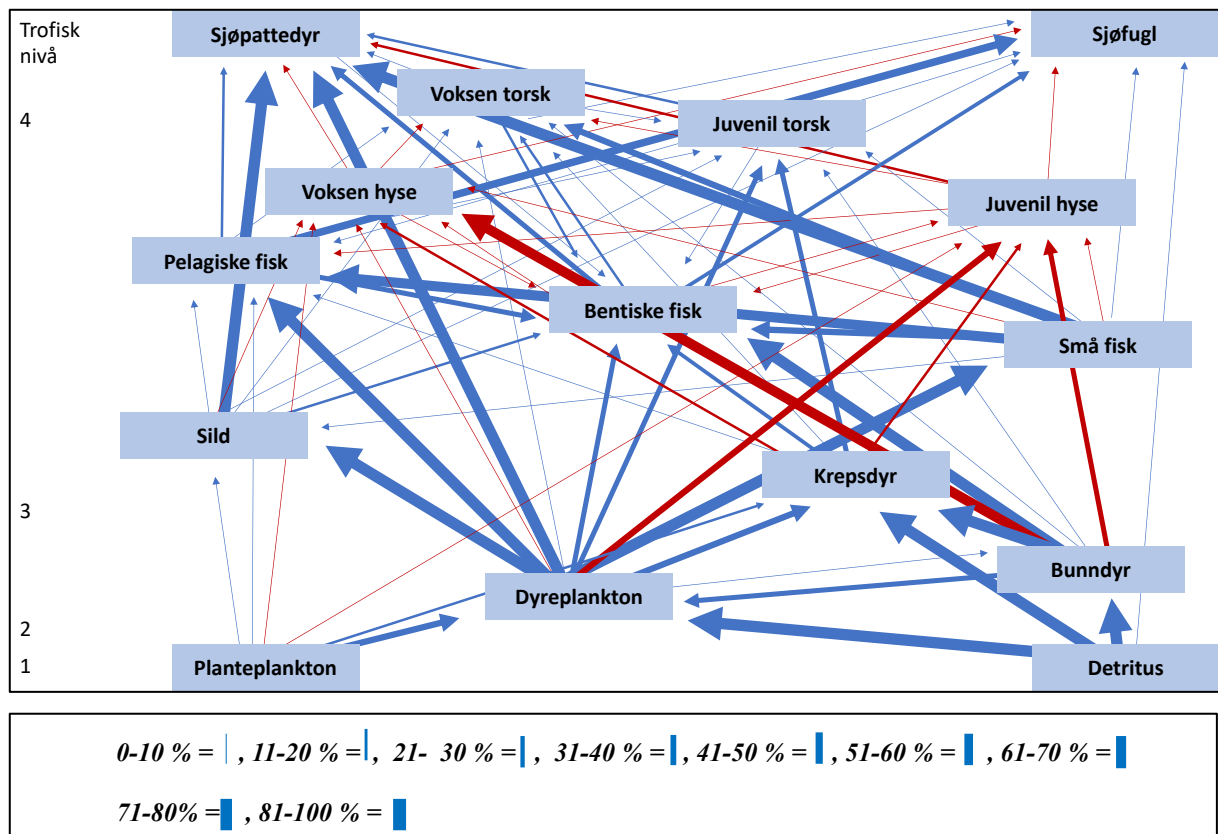 Trofisk
nivå
Sjøpattedyr
Sjøfugl
Voksen torsk
4
Juvenil torsk
Voksen hyse
Juvenil hyse
Pelagiske fisk
Bentiske fisk
Små fisk
Sild
Krepsdyr
3
Bunndyr
Dyreplankton
2
1
Planteplankton
Detritus
0-10 % = , 11-20 % = , 21- 30 % = , 31-40 % = , 41-50 % = , 51-60 % = , 61-70 % =
71-80% = , 81-100 % =